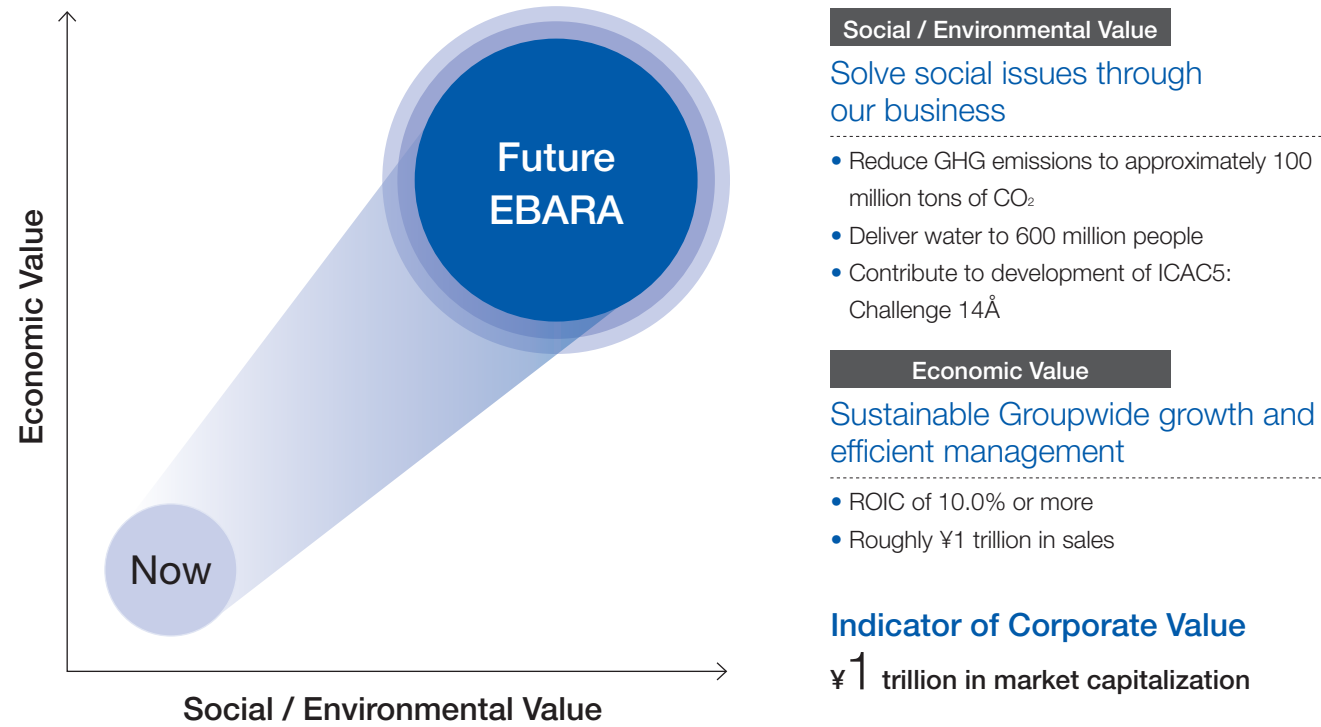 Economic Value
Future
EBARA
Now
Social / Environmental Value
Social / Environmental Value
Solve social issues through
our business
• Reduce GHG emissions to approximately 100
million tons of CO₂
• Deliver water to 600 million people
• Contribute to development of ICAC5:
Challenge 14Å
Economic Value
Sustainable Groupwide growth and
efficient management
• ROIC of 10.0% or more
• Roughly ¥1 trillion in sales
Indicator of Corporate Value
¥1 trillion in market capitalization